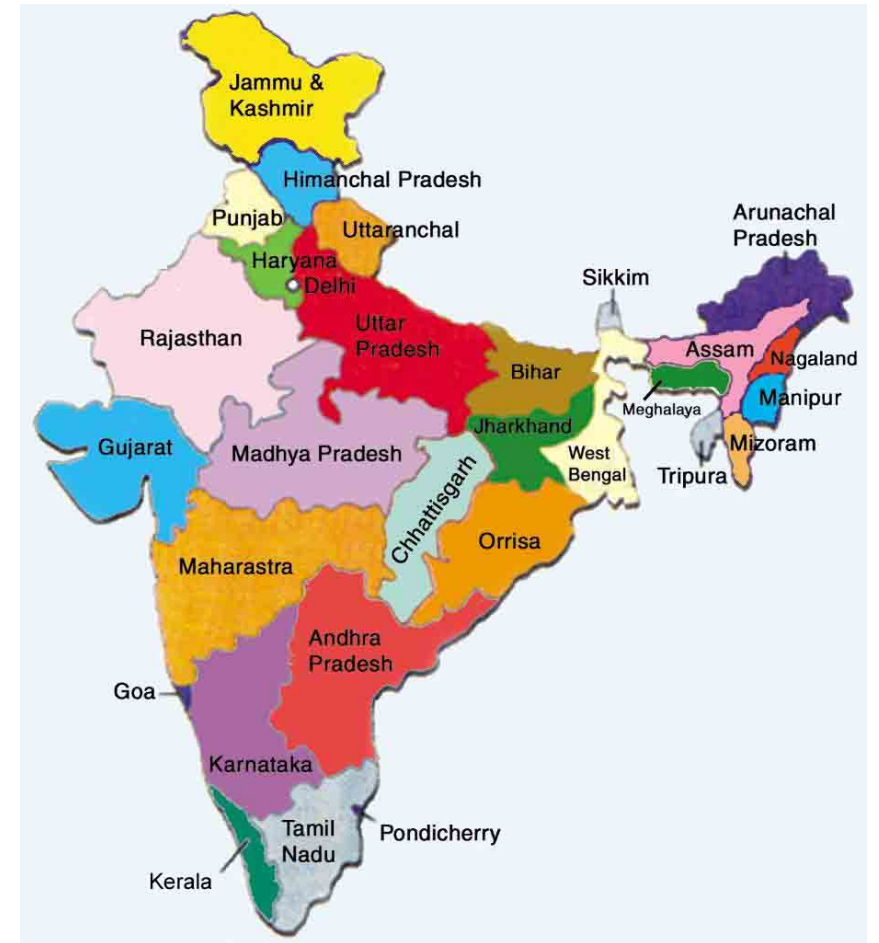 Jammu &
Kashmir
Himanchal Pradesh
Punjab
Uttaranchal
Arunachal
Pradesh
Haryana
Delhi
Sikkim
Rajasthan
Uttar
Pradesh
Assam
Nagaland
Bihar
Meghalaya
Manipur
Gujarat
Madhya Pradesh
Jharkhand
West
Bengal
Mizoram
Tripura
Chhattisgarh
Orrisa
Maharastra
Andhra
Pradesh
Goa
Karnataka
Tamil
Nadu
Pondicherry
Kerala